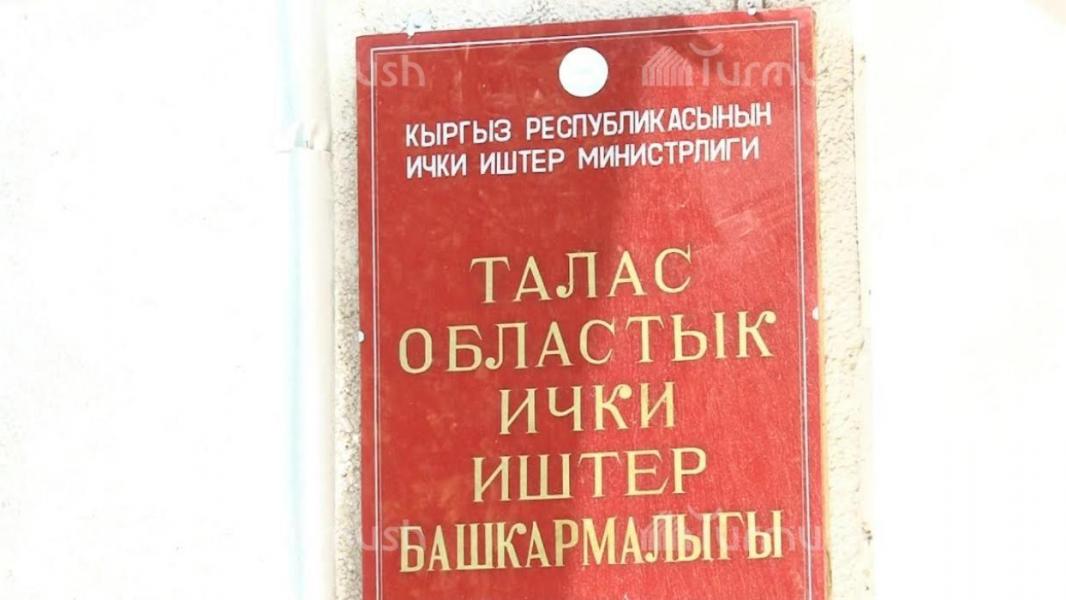 КЫРГЫЗ РЕСПУБЛИКАСЫНЫН
ИЧКИ ИШТЕР МИНИСТРЛИГИ
ТАЛАС
ОБЛАСТЫК
ИЧКИ
ИШТЕР
БАШКАРМАЛЫГЫ